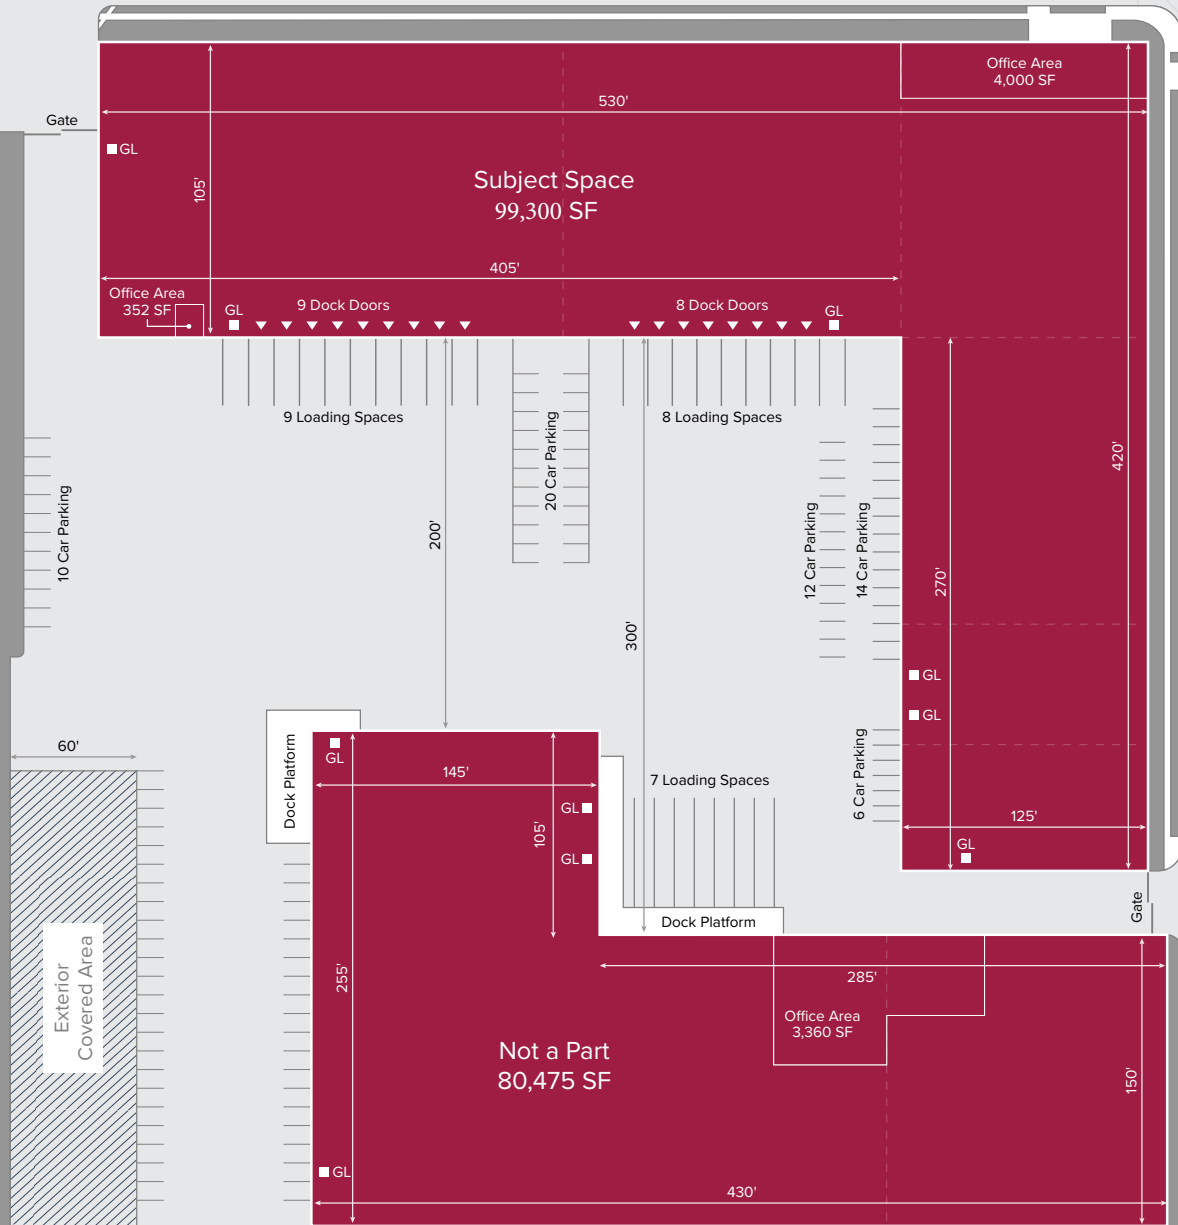 Office Area
4,000 SF
530'
Gate
GL
105'
Subject Space
99,300 SF
405'
Office Area
352 SF
GL
9 Dock Doors
8 Dock Doors
GL
9 Loading Spaces
8 Loading Spaces
20 Car Parking
420'
10 Car Parking
200'
12 Car Parking
14 Car Parking
270'
300'
GL
GL
60'
Dock Platform
GL
145'
7 Loading Spaces
6 Car Parking
GL
105'
125'
GL
GL
Gate
Dock Platform
Exterior
Covered Area
255'
285'
Office Area
3,360 SF
Not a Part
80,475 SF
150'
GL
430'